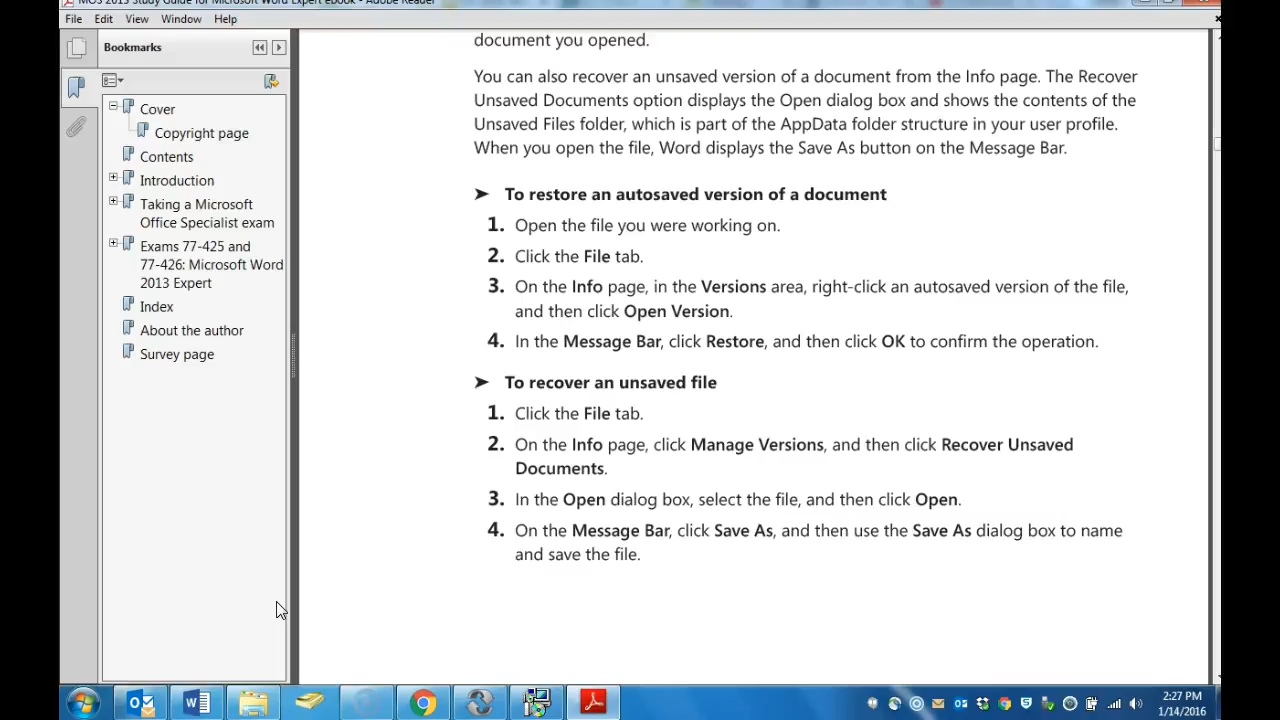 MOS 2013 Study Guide for Microsoft Word Expert ebook - Adobe Reader
File Edit View Window Help
Bookmarks
Cover
Copyright page
Contents
Introduction
Taking a Microsoft
Office Specialist exam
Exams 77-425 and
77-426: Microsoft Word
2013 Expert
Index
About the author
Survey page
document you opened.
You can also recover an unsaved version of a document from the Info page. The Recover
Unsaved Documents option displays the Open dialog box and shows the contents of the
Unsaved Files folder, which is part of the AppData folder structure in your user profile.
When you open the file, Word displays the Save As button on the Message Bar.
➤ To restore an autosaved version of a document
1. Open the file you were working on.
2. Click the File tab.
3. On the Info page, in the Versions area, right-click an autosaved version of the file,
and then click Open Version.
4. In the Message Bar, click Restore, and then click OK to confirm the operation.
➤ To recover an unsaved file
1. Click the File tab.
2. On the Info page, click Manage Versions, and then click Recover Unsaved
Documents.
3. In the Open dialog box, select the file, and then click Open.
4. On the Message Bar, click Save As, and then use the Save As dialog box to name
and save the file.
2:27 PM
1/14/2016